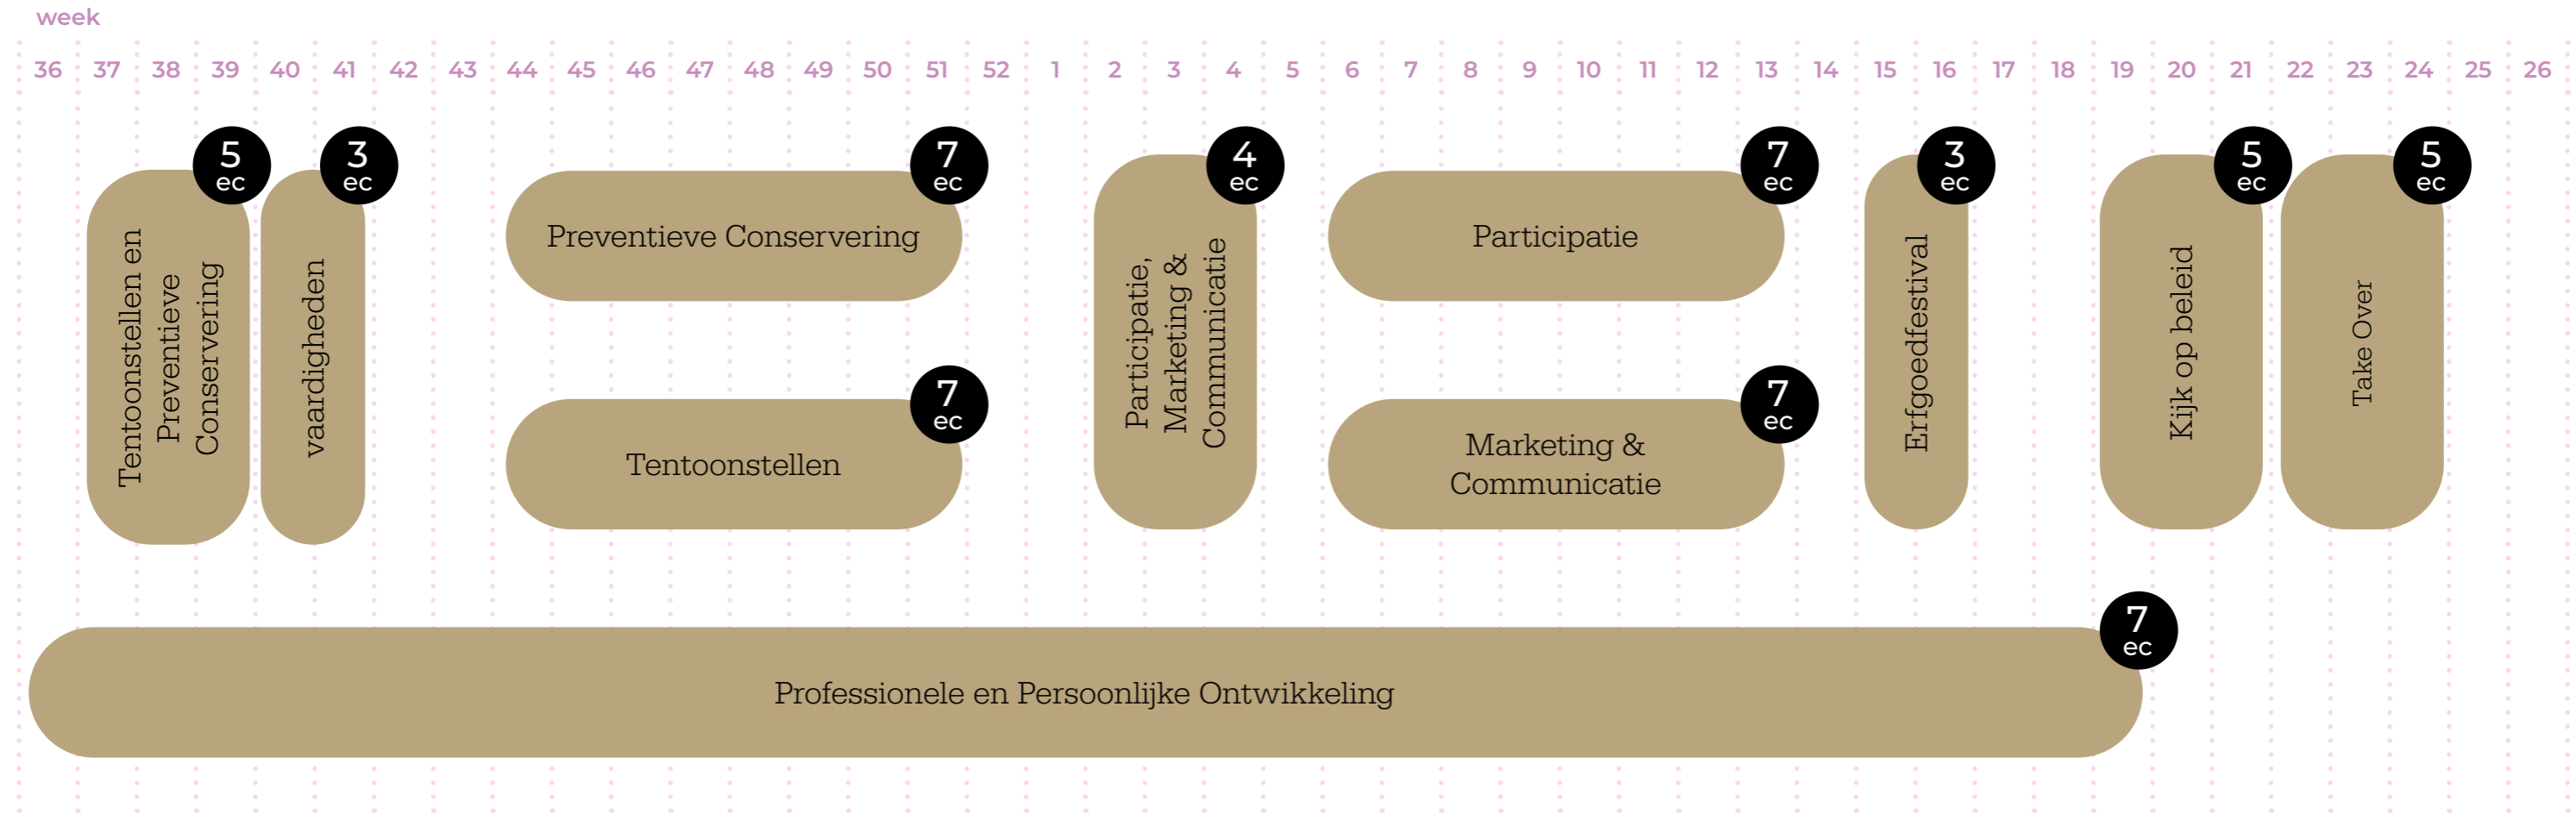 week
36 37 38 39 40 41 42 43 44 45 46 47 48 49 50 51 52 1 2 3 4 5 6 7 8 9 10 11 12 13 14 15 16 17 18 19 20 21 22 23 24 25 26
5
ec
Tentoonstellen en
Preventieve
Conservering
3
ec
vaardigheden
7
ec
Preventieve Conservering
7
ec
Tentoonstellen
4
ec
Participatie,
Marketing &
Communicatie
7
ec
Participatie
7
ec
Marketing &
Communicatie
3
ec
Erfgoedfestival
5
ec
Kijk op beleid
5
ec
Take Over
7
ec
Professionele en Persoonlijke Ontwikkeling